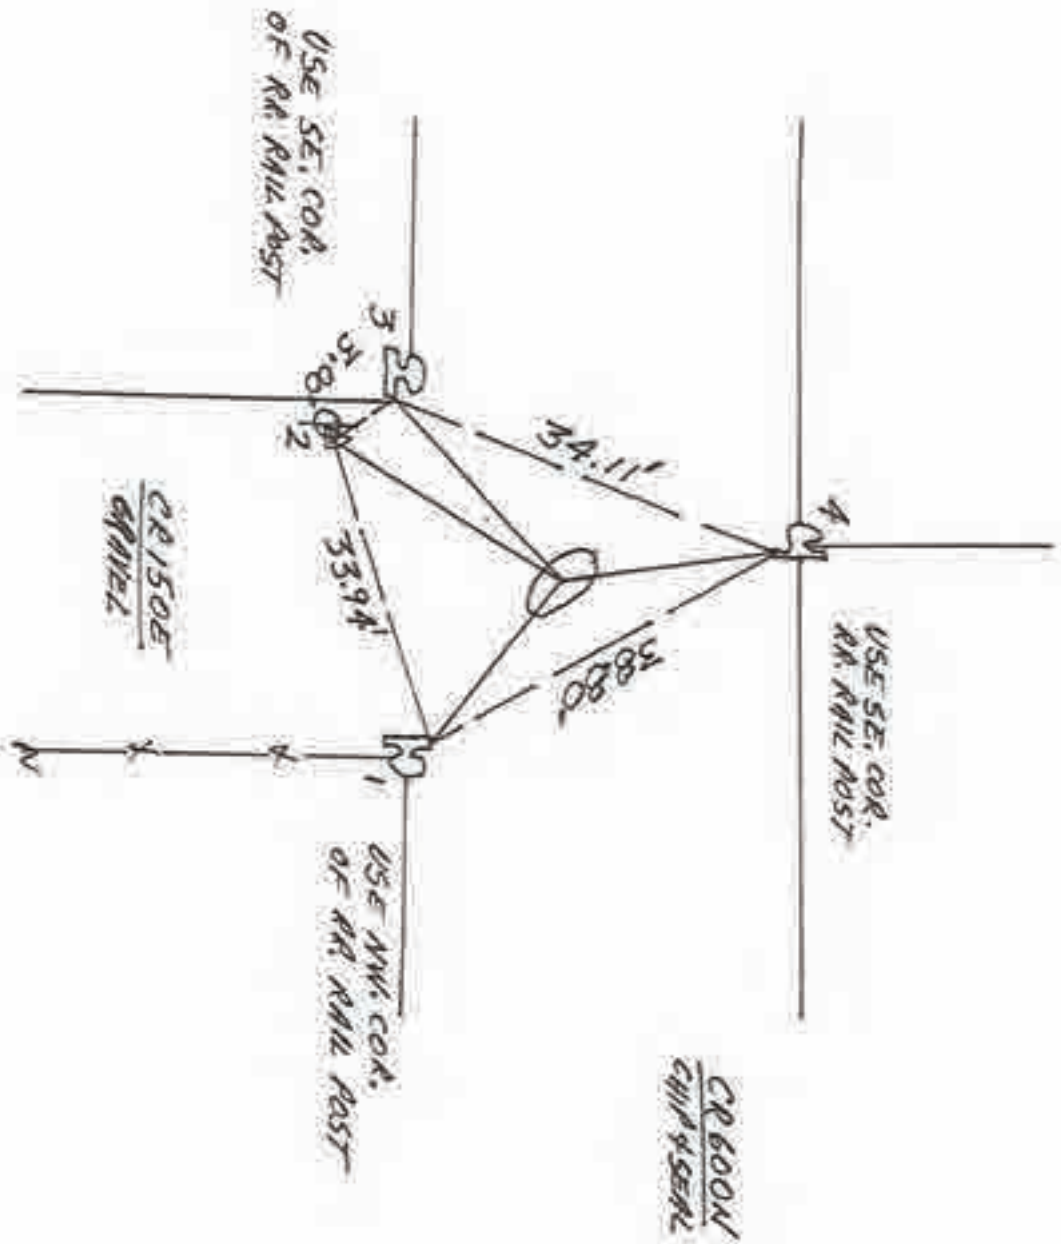 USE SE. COR.
OF RR. RAIL POST
3
3.8'
2
34.11'
4
USE SE. COR.
RR. RAIL POST
CR 150E
GRAVEL
33.94'
38.80'
1
USE NW. COR.
OF RR. RAIL POST
CR 600N
CHIP & SEAL